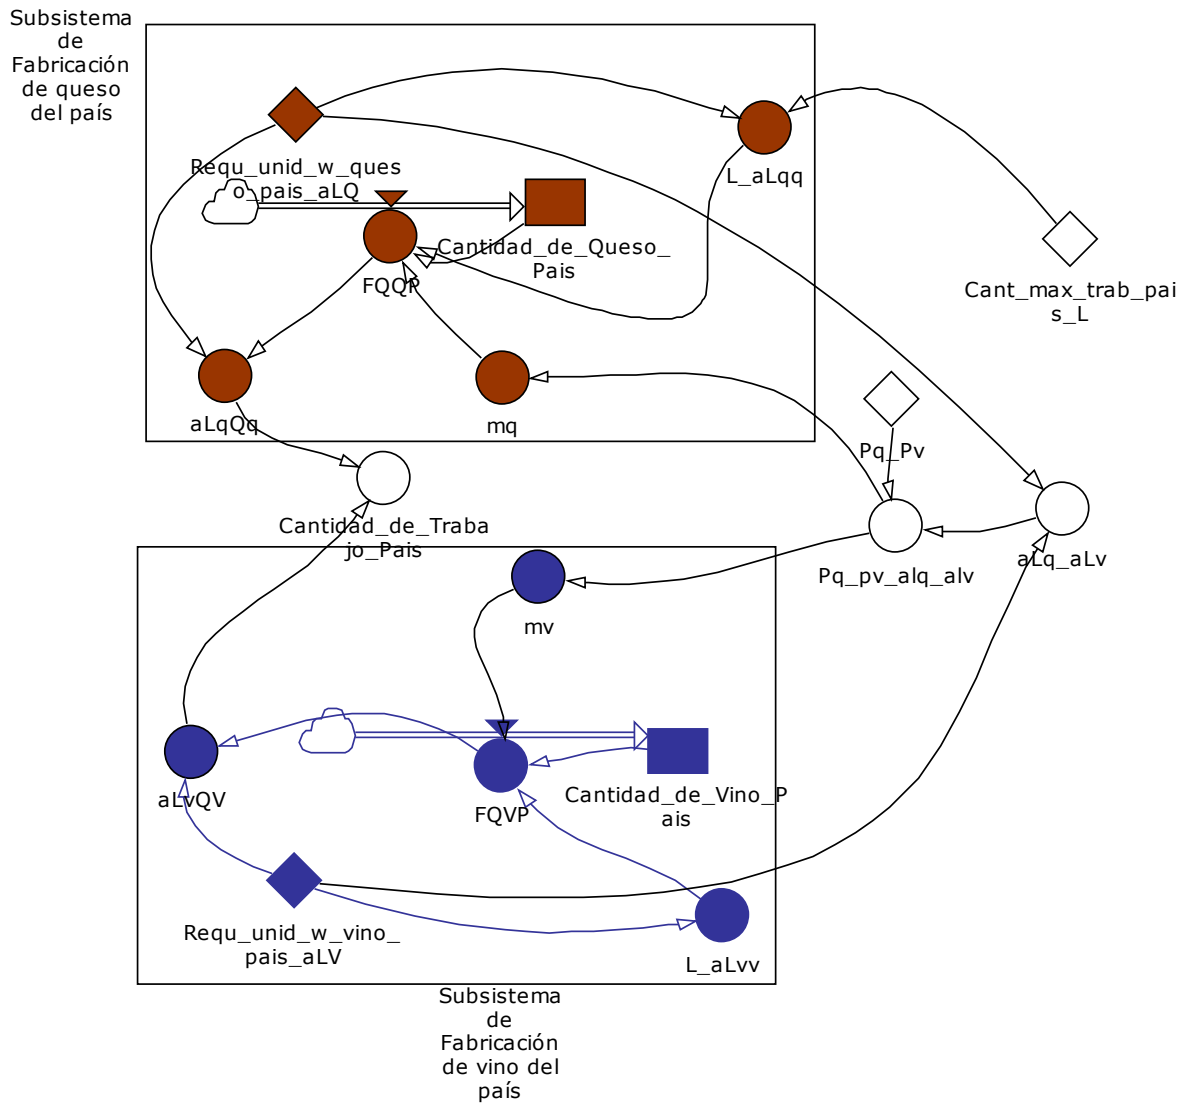 Subsistema
de
Fabricación
de queso
del país
Requ_unid_w_ques
o_pais_aLQ
L_aLqq
Cantidad_de_Queso_
Pais
FQQP
Cant_max_trab_pai
s_L
aLqQq
mq
Pq_Pv
Cantidad_de_Traba
jo_Pais
aLq_aLv
Pq_pv_alq_alv
mv
aLvQV
FQVP
Cantidad_de_Vino_P
ais
Requ_unid_w_vino_
pais_aLV
L_aLvv
Subsistema
de
Fabricación
de vino del
país